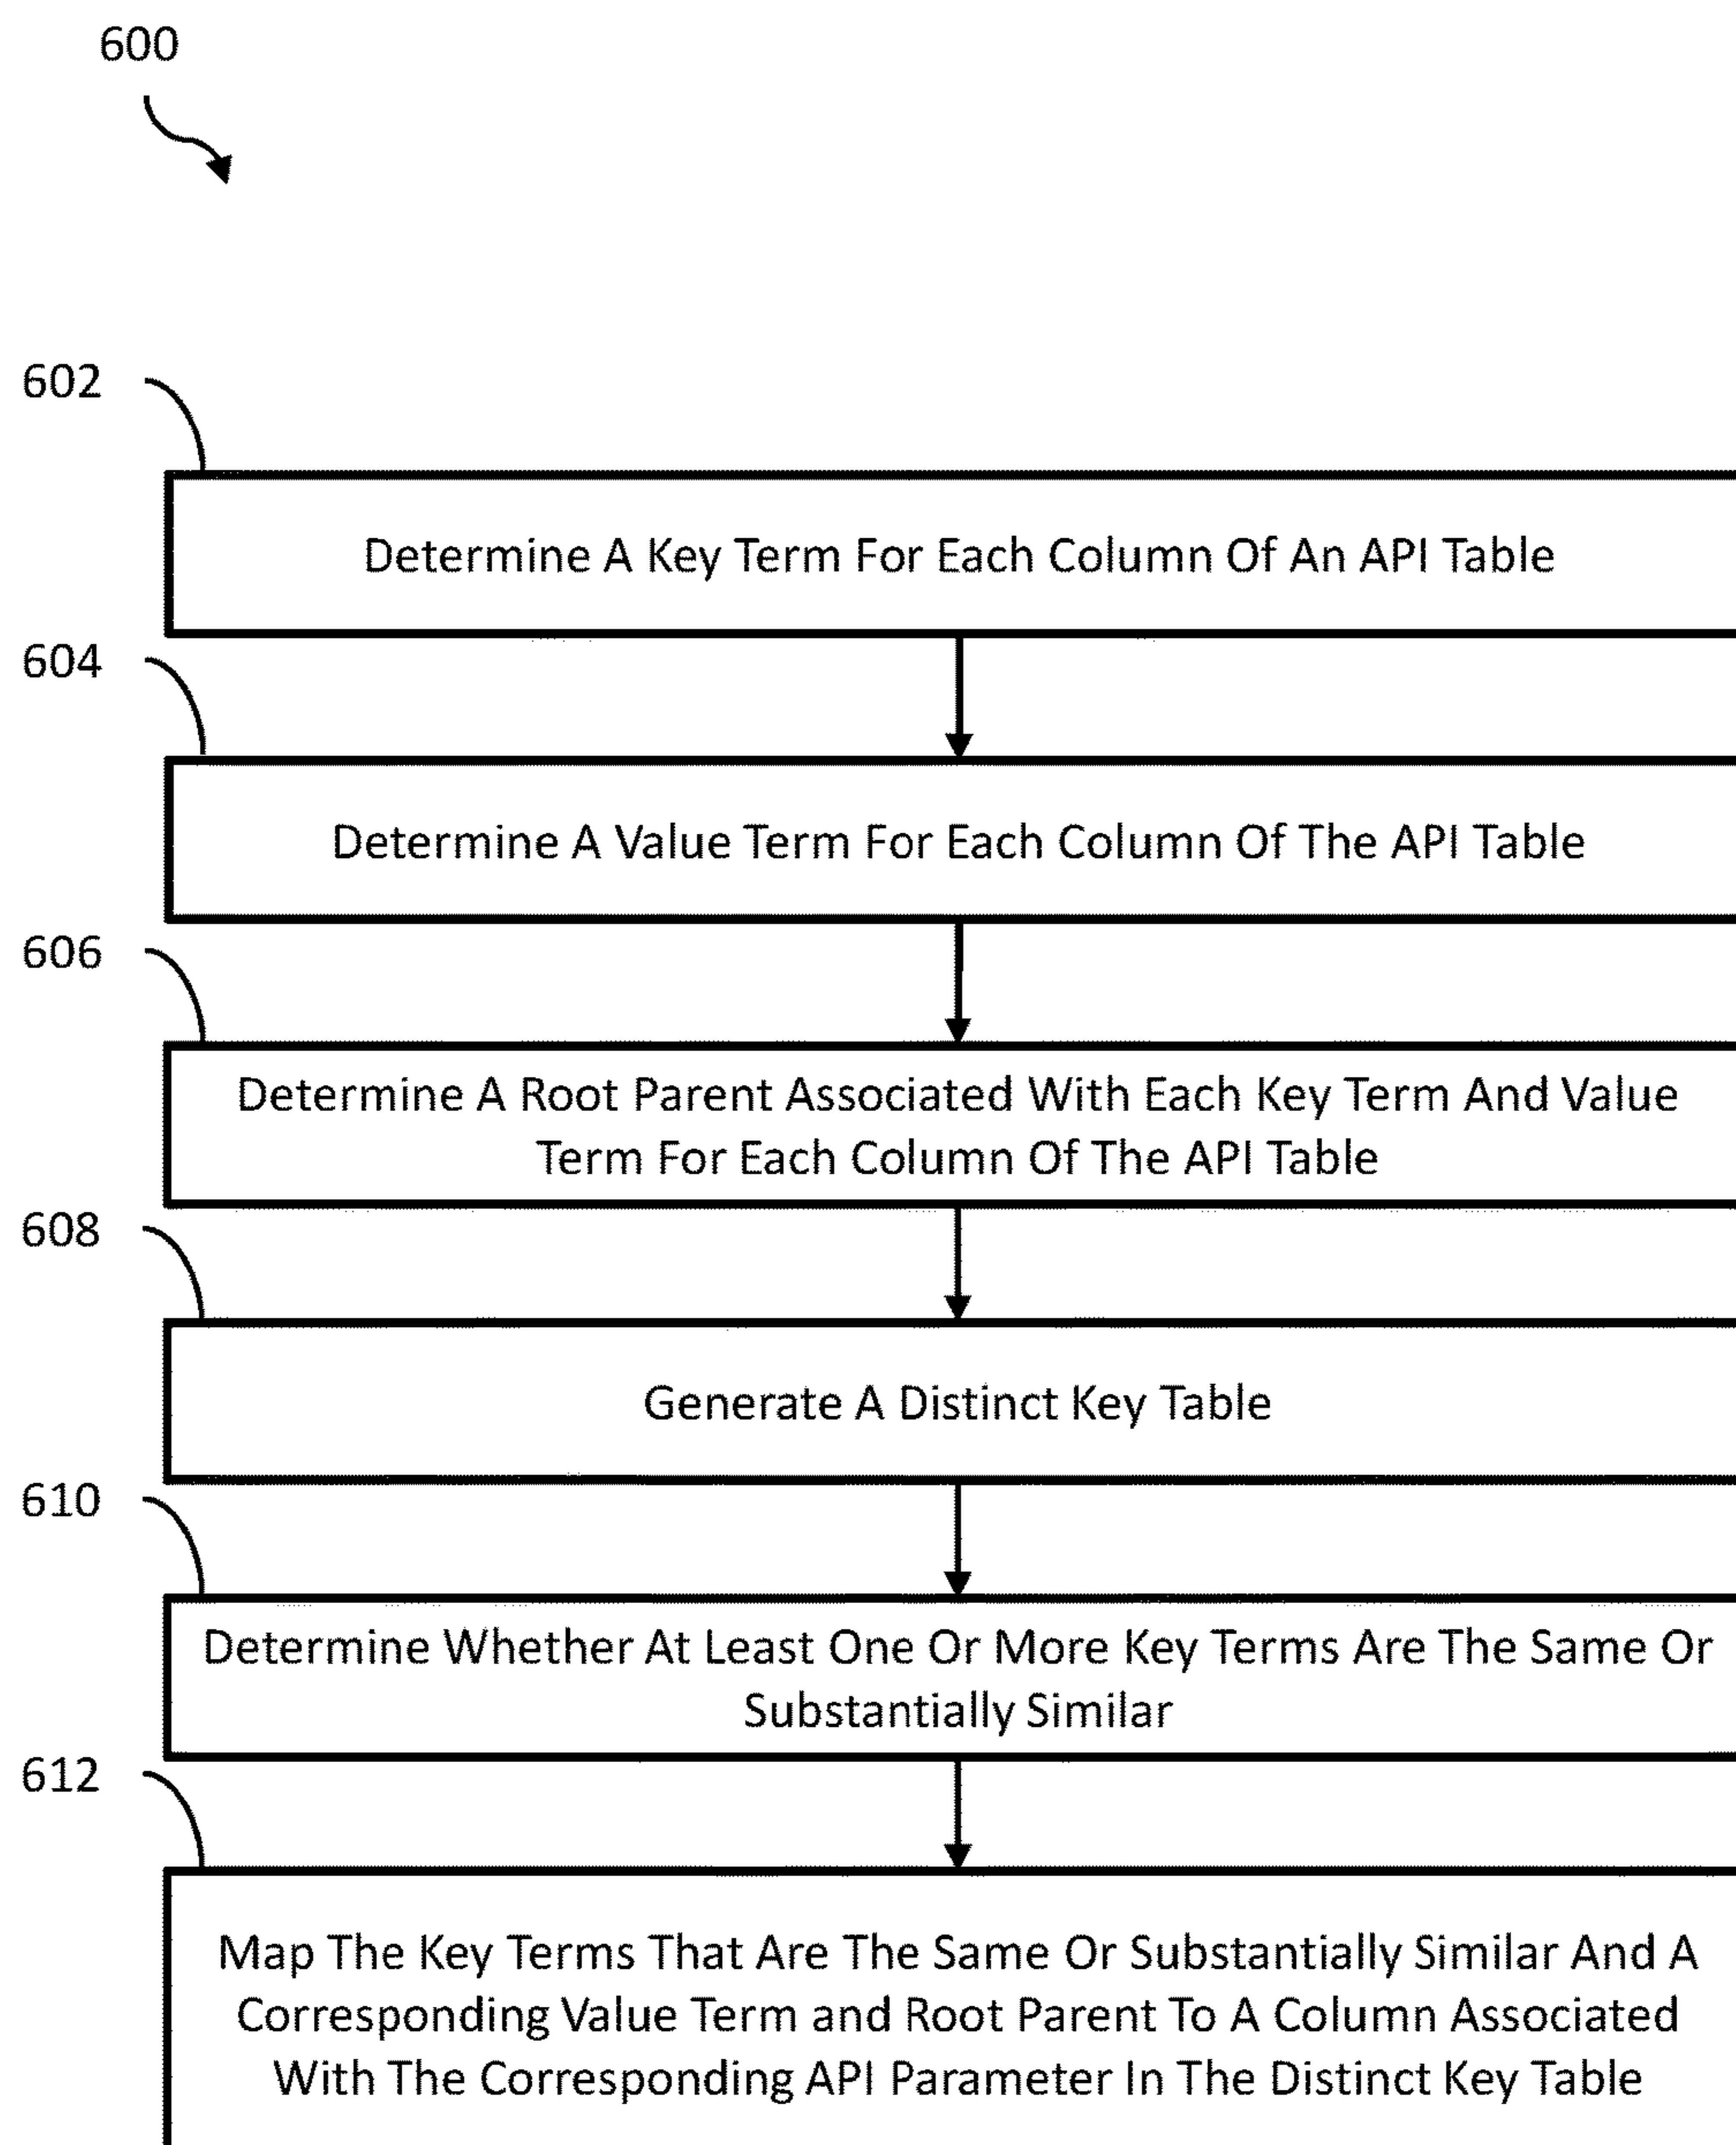 600
602
Determine A Key Term For Each Column Of An API Table
604
Determine A Value Term For Each Column Of The API Table
606
Determine A Root Parent Associated With Each Key Term And Value
Term For Each Column Of The API Table
608
Generate A Distinct Key Table
610
Determine Whether At Least One Or More Key Terms Are The Same Or
Substantially Similar
612
Map The Key Terms That Are The Same Or Substantially Similar And A
Corresponding Value Term and Root Parent To A Column Associated
With The Corresponding API Parameter In The Distinct Key Table